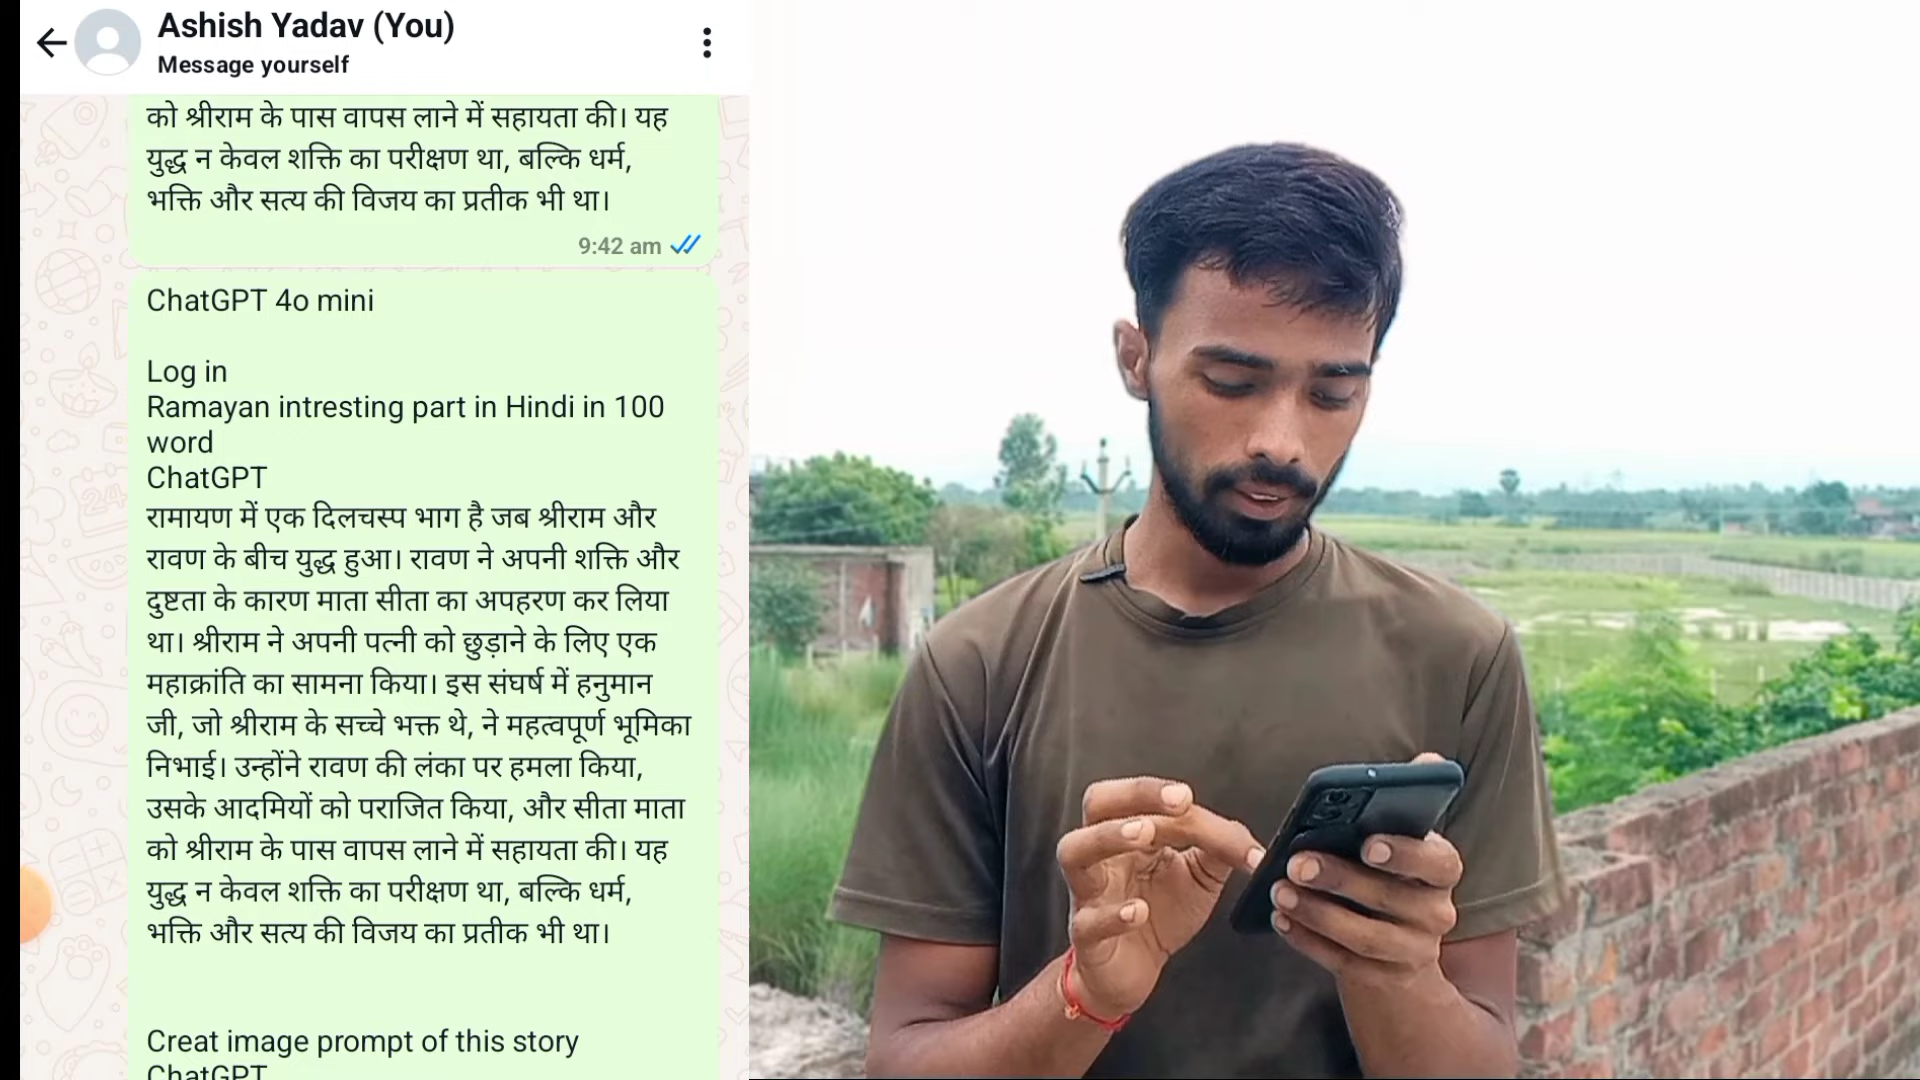 Ashish Yadav (You)
Message yourself
को श्रीराम के पास वापस लाने में सहायता की। यह
युद्ध न केवल शक्ति का परीक्षण था, बल्कि धर्म,
भक्ति और सत्य की विजय का प्रतीक भी था।
9:42 am
ChatGPT 4o mini
Log in
Ramayan intresting part in Hindi in 100
word
ChatGPT
रामायण में एक दिलचस्प भाग है जब श्रीराम और
रावण के बीच युद्ध हुआ। रावण ने अपनी शक्ति और
दुष्टता के कारण माता सीता का अपहरण कर लिया
था। श्रीराम ने अपनी पत्नी को छुड़ाने के लिए एक
महाक्रांति का सामना किया। इस संघर्ष में हनुमान
जी, जो श्रीराम के सच्चे भक्त थे, ने महत्वपूर्ण भूमिका
निभाई। उन्होंने रावण की लंका पर हमला किया,
उसके आदमियों को पराजित किया, और सीता माता
को श्रीराम के पास वापस लाने में सहायता की। यह
युद्ध न केवल शक्ति का परीक्षण था, बल्कि धर्म,
भक्ति और सत्य की विजय का प्रतीक भी था।
Creat image prompt of this story
ChatGPT